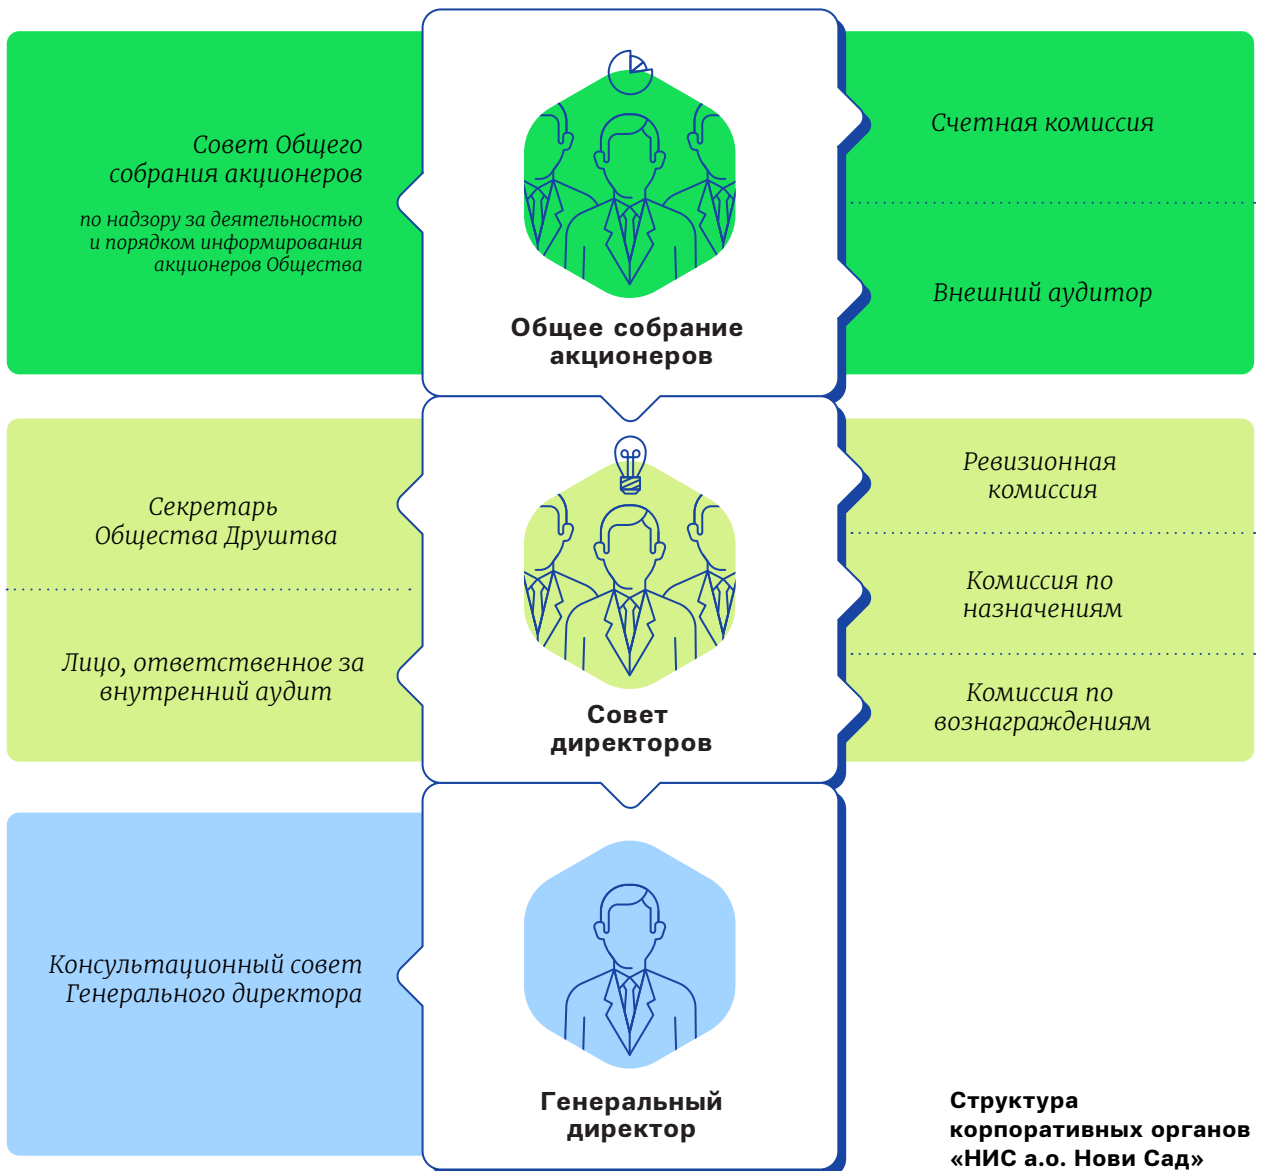 Совет Общего
собрания акционеров
по надзору за деятельностью
и порядком информирования
акционеров Общества
Общее собрание
акционеров
Счетная комиссия
Внешний аудитор
Секретарь
Общества Друштва
Лицо, ответственное за
внутренний аудит
Совет
директоров
Ревизионная
комиссия
Комиссия по
назначениям
Комиссия по
вознаграждениям
Консультационный совет
Генерального директора
Генеральный
директор
Структура
корпоративных органов
«НИС а.о. Нови Сад»